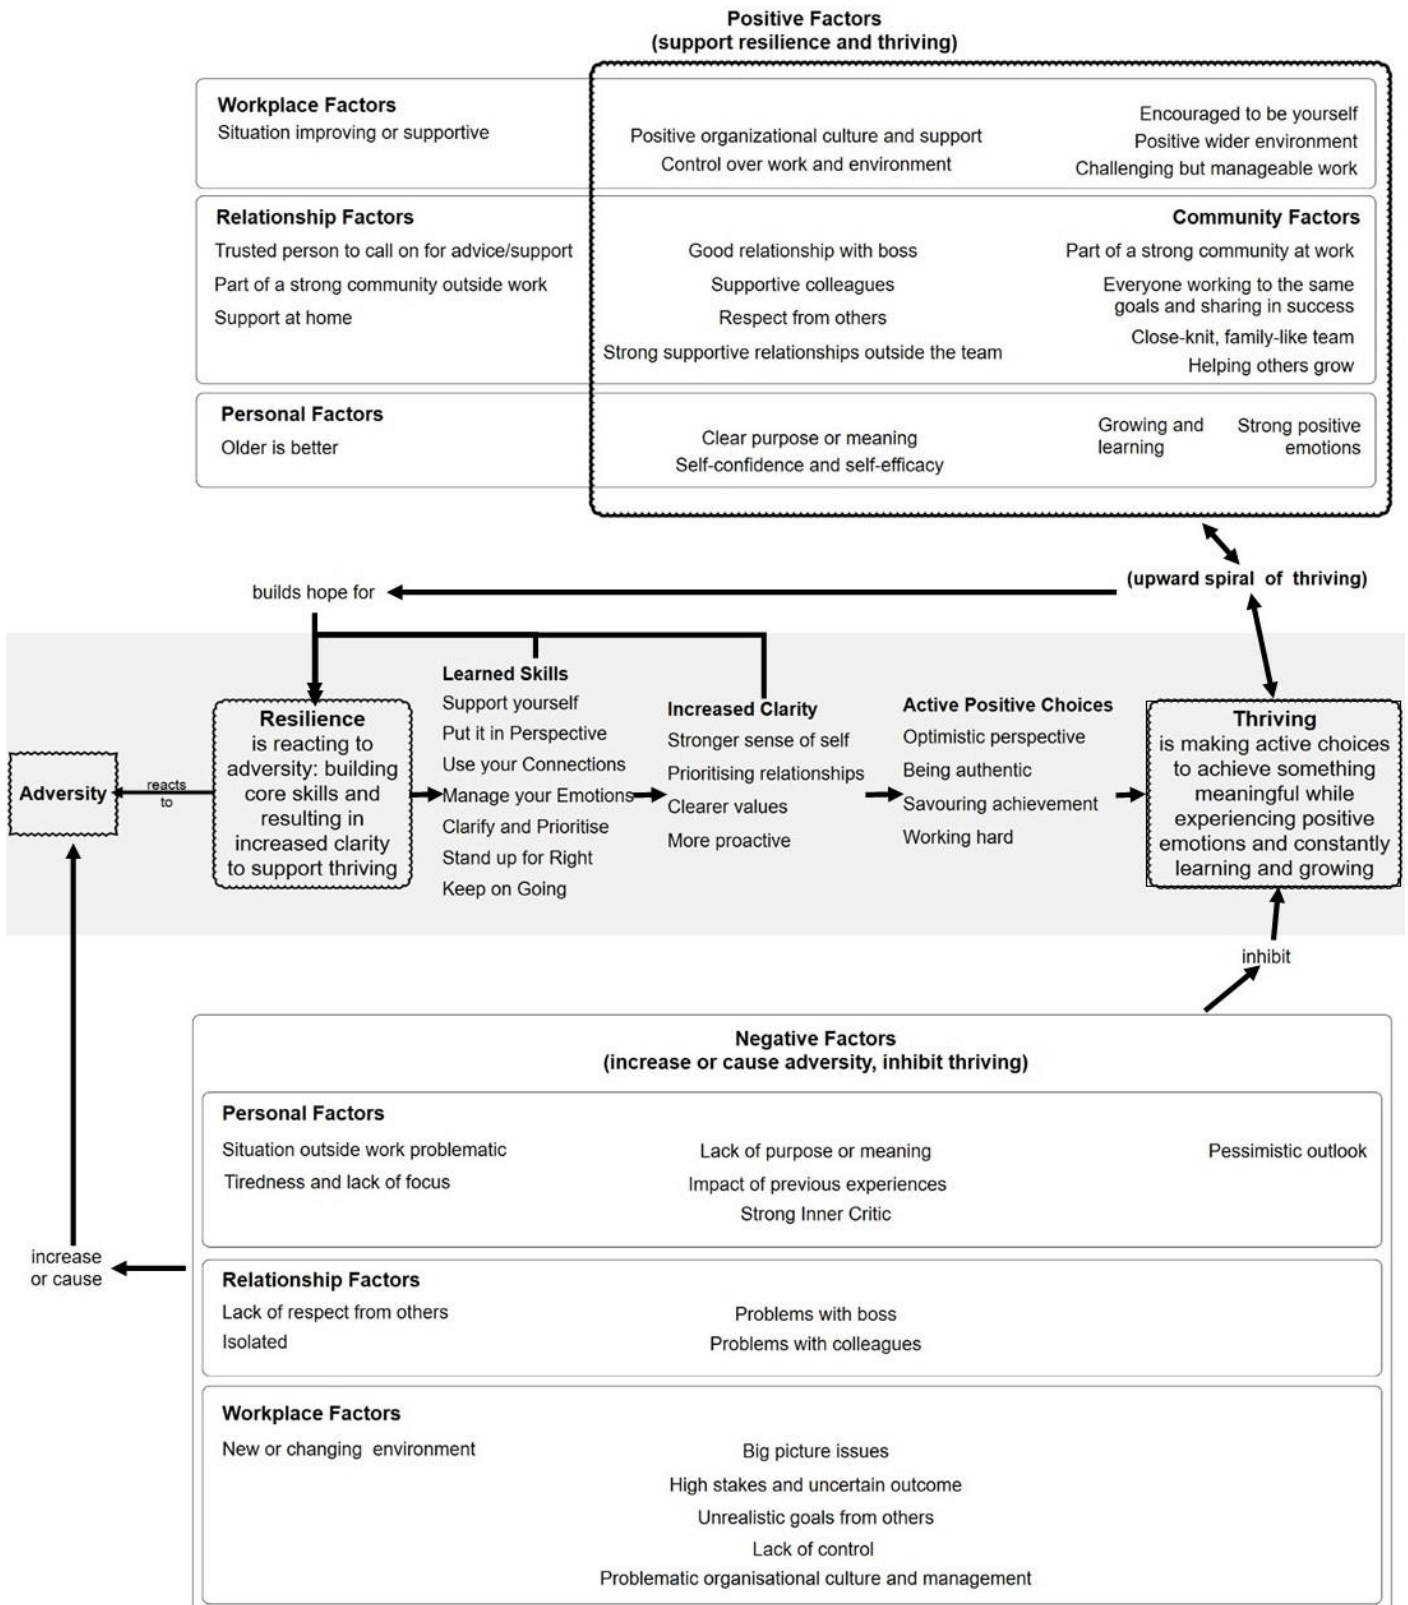 Positive Factors
(support resilience and thriving)
Workplace Factors
Situation improving or supportive
Positive organizational culture and support
Control over work and environment
Encouraged to be yourself
Positive wider environment
Challenging but manageable work
Relationship Factors
Trusted person to call on for advice/support
Part of a strong community outside work
Support at home
Good relationship with boss
Supportive colleagues
Respect from others
Strong supportive relationships outside the team
Community Factors
Part of a strong community at work
Everyone working to the same
goals and sharing in success
Close-knit, family-like team
Helping others grow
Personal Factors
Older is better
Clear purpose or meaning
Self-confidence and self-efficacy
Growing and
learning
Strong positive
emotions
(upward spiral of thriving)
builds hope for
Adversity
reacts
to
Resilience
is reacting to
adversity: building
core skills and
resulting in
increased clarity
to support thriving
Learned Skills
Support yourself
Put it in Perspective
Use your Connections
Manage your Emotions
Clarify and Prioritise
Stand up for Right
Keep on Going
Increased Clarity
Stronger sense of self
Prioritising relationships
Clearer values
More proactive
Active Positive Choices
Optimistic perspective
Being authentic
Savouring achievement
Working hard
Thriving
is making active choices
to achieve something
meaningful while
experiencing positive
emotions and constantly
learning and growing
inhibit
increase
or cause
Negative Factors
(increase or cause adversity, inhibit thriving)
Personal Factors
Situation outside work problematic
Tiredness and lack of focus
Lack of purpose or meaning
Impact of previous experiences
Strong Inner Critic
Pessimistic outlook
Relationship Factors
Lack of respect from others
Isolated
Problems with boss
Problems with colleagues
Workplace Factors
New or changing environment
Big picture issues
High stakes and uncertain outcome
Unrealistic goals from others
Lack of control
Problematic organisational culture and management